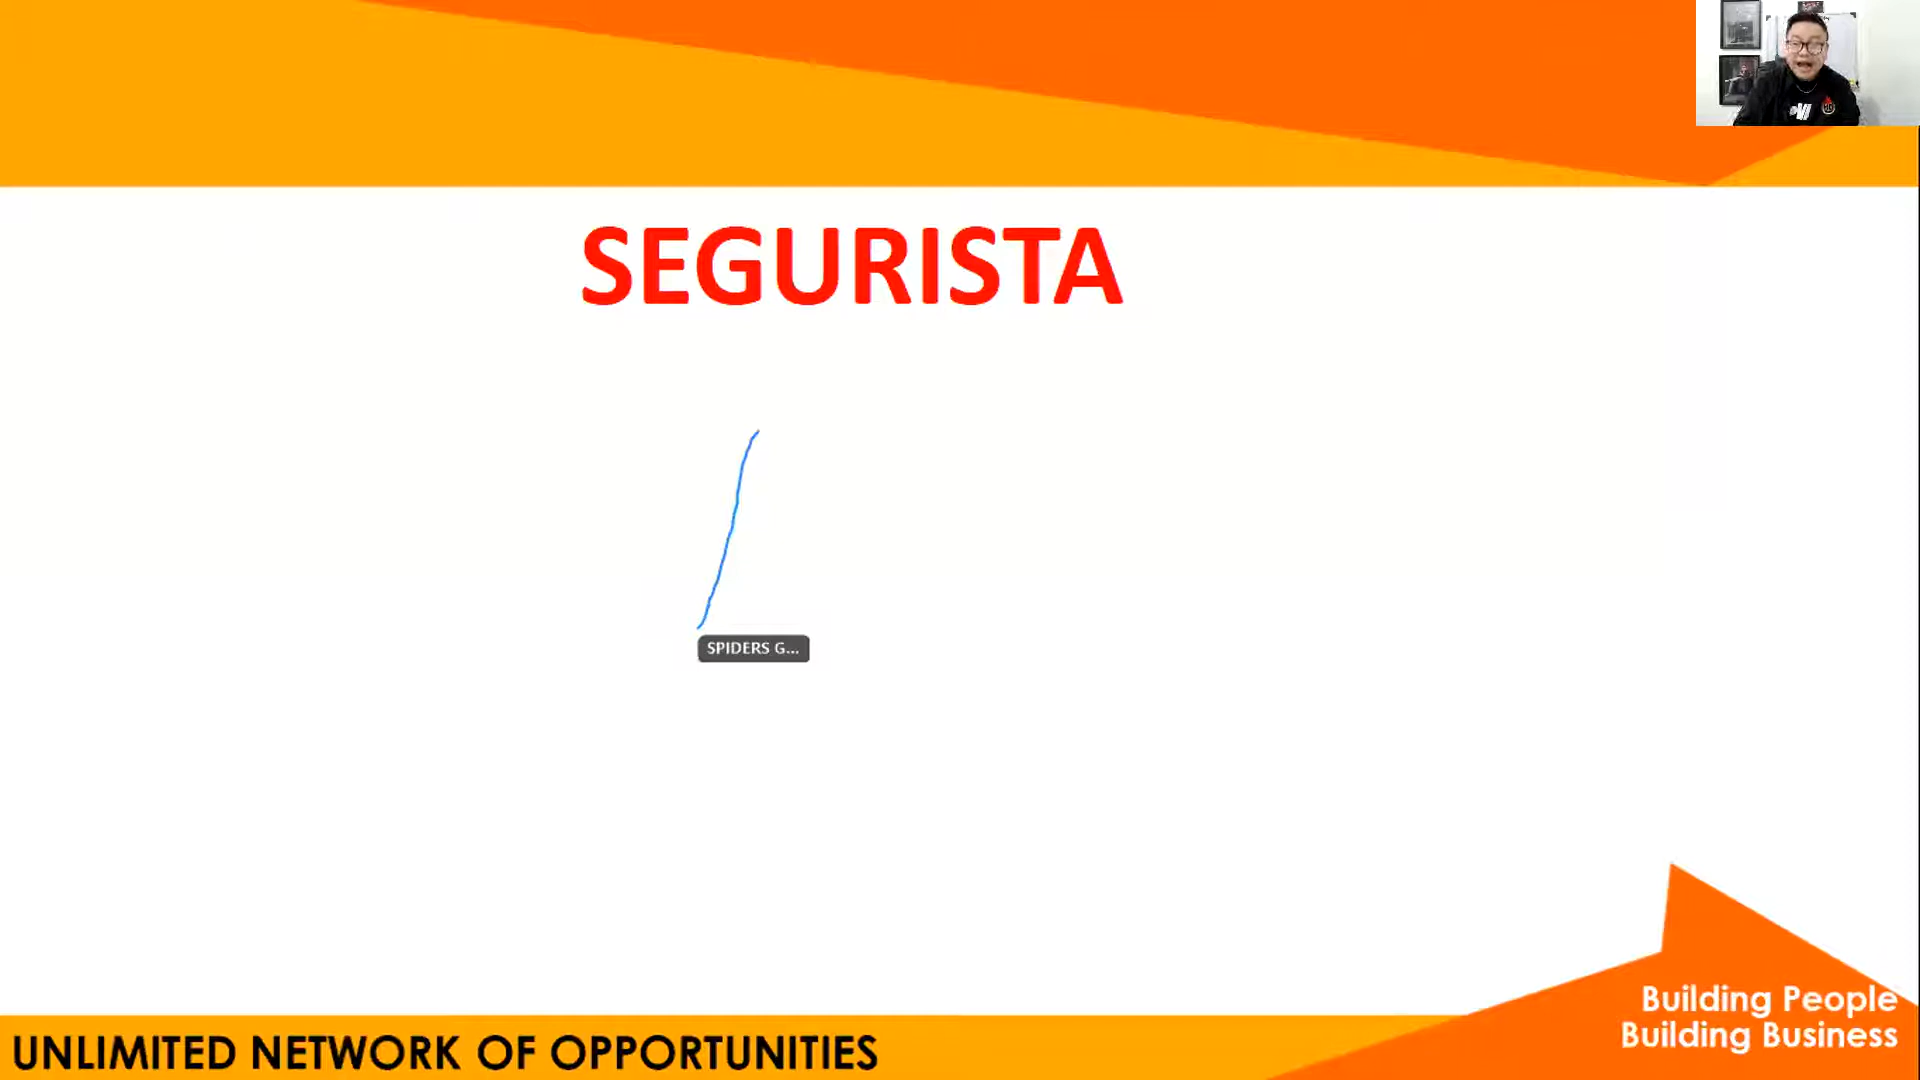 SEGURISTA
SPIDERS G...
Building People
Building Business
UNLIMITED NETWORK OF OPPORTUNITIES